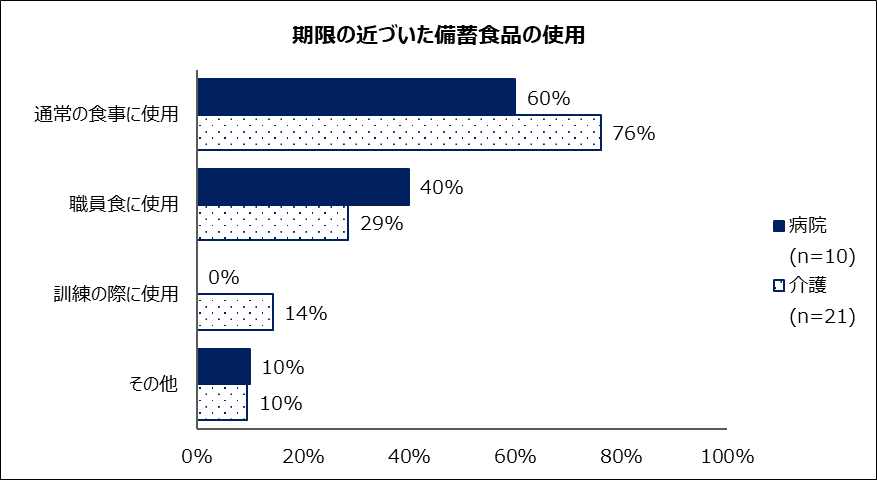 期限の近づいた備蓄食品の使用
通常の食事に使用
60%
76%
職員食に使用
40%
29%
訓練の際に使用
0%
14%
その他
10%
10%
0% 20% 40% 60% 80% 100%
病院
(n=10)
介護
(n=21)